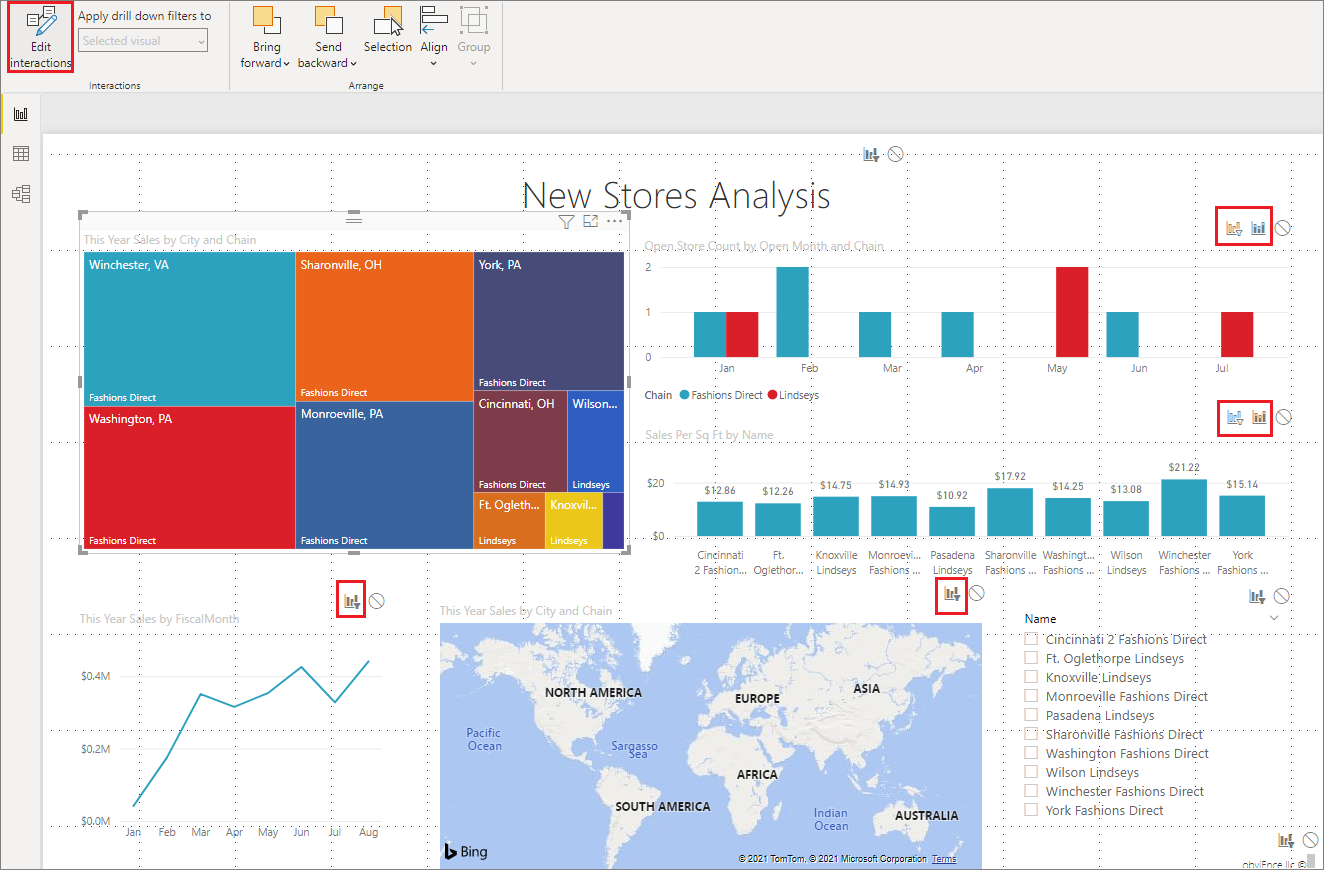 Edit
interactions
Apply drill down filters to
Selected visual
Interactions
Bring
forward
Send
backward
Selection
Align
Group
Arrange
New Stores Analysis
This Year Sales by City and Chain
Winchester, VA
Fashions Direct
Sharonville, OH
Fashions Direct
York, PA
Fashions Direct
Washington, PA
Fashions Direct
Monroeville, PA
Fashions Direct
Cincinnati, OH
Fashions Direct
Wilson...
Lindseys
Ft. Ogleth...
Lindseys
Knoxvil...
Lindseys
Open Store Count by Open Month and Chain
2
1
0
Jan Feb Mar Apr May Jun Jul
Chain Fashions Direct Lindseys
Sales Per Sq Ft by Name
$20
$0
$12.86 $12.26 $14.75 $14.93 $10.92 $17.92 $14.25 $13.08 $21.22 $15.14
Cincinnati Ft. Knoxville Monroevi... Pasadena Sharonville Washingt... Wilson Winchester York
2 Fashion... Oglethor... Lindseys Fashions ... Lindseys Fashions ... Fashions ... Lindseys Fashions ... Fashions ...
This Year Sales by FiscalMonth
$0.4M
$0.2M
$0.0M
Jan Feb Mar Apr May Jun Jul Aug
This Year Sales by City and Chain
NORTH AMERICA
EUROPE
ASIA
Pacific
Ocean
Sargasso
Sea
AFRICA
SOUTH AMERICA
Indian
Ocean
AUSTRALIA
Bing
© 2021 TomTom, © 2021 Microsoft Corporation Terms
Name
Cincinnati 2 Fashions Direct
Ft. Oglethorpe Lindseys
Knoxville Lindseys
Monroeville Fashions Direct
Pasadena Lindseys
Sharonville Fashions Direct
Washington Fashions Direct
Wilson Lindseys
Winchester Fashions Direct
York Fashions Direct
obviEnce llc ©